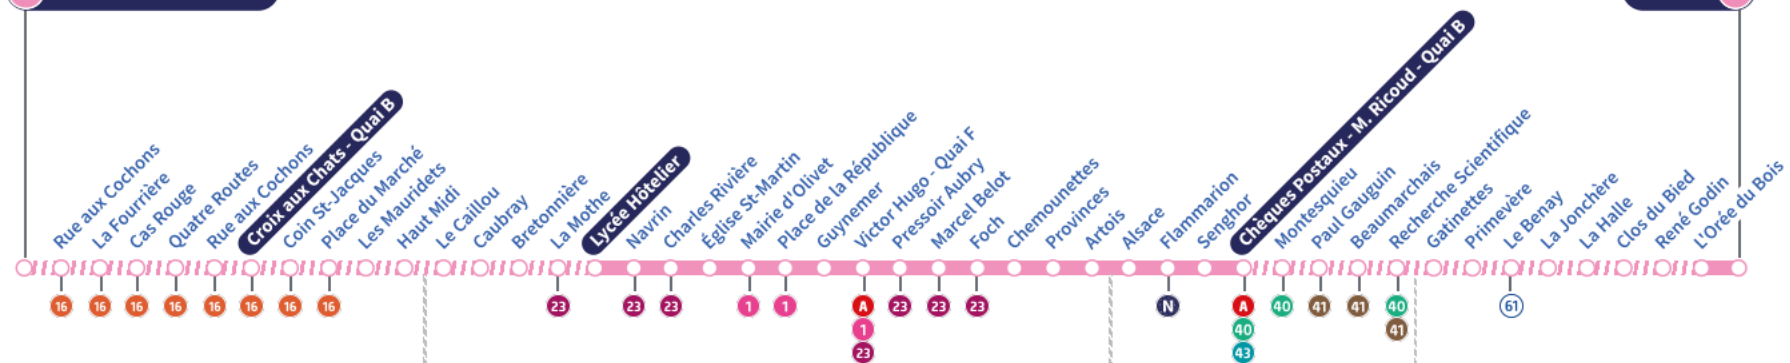 Rue aux Cochons
La Fourrière
Cas Rouge
Quatre Routes
Rue aux Cochons
Croix aux Chats - Quai B
Coin St-Jacques
Place du Marché
Les Mauridets
Haut Midi
Le Caillou
Caubray
Bretonnière
La Mothe
Lycée Hôtelier
Navrin
Charles Rivière
Église St-Martin
Mairie d'Olivet
Place de la République
Guynemer
Victor Hugo - Quai F
Pressoir Aubry
Marcel Belot
Foch
Chemounettes
Provinces
Artois
Alsace
Flammarion
Senghor
Chèques Postaux - M. Ricoud - Quai B
Montesquieu
Paul Gauguin
Beaumarchais
Recherche Scientifique
Gatinettes
Primevère
Le Benay
La Jonchère
La Halle
Clos du Bied
René Godin
L'Orée du Bois
16 16 16 16 16 16 16 16 23 23 23 1 1 A 23 23 23 N A 40 41 41 40 61
1 40 41
23 43